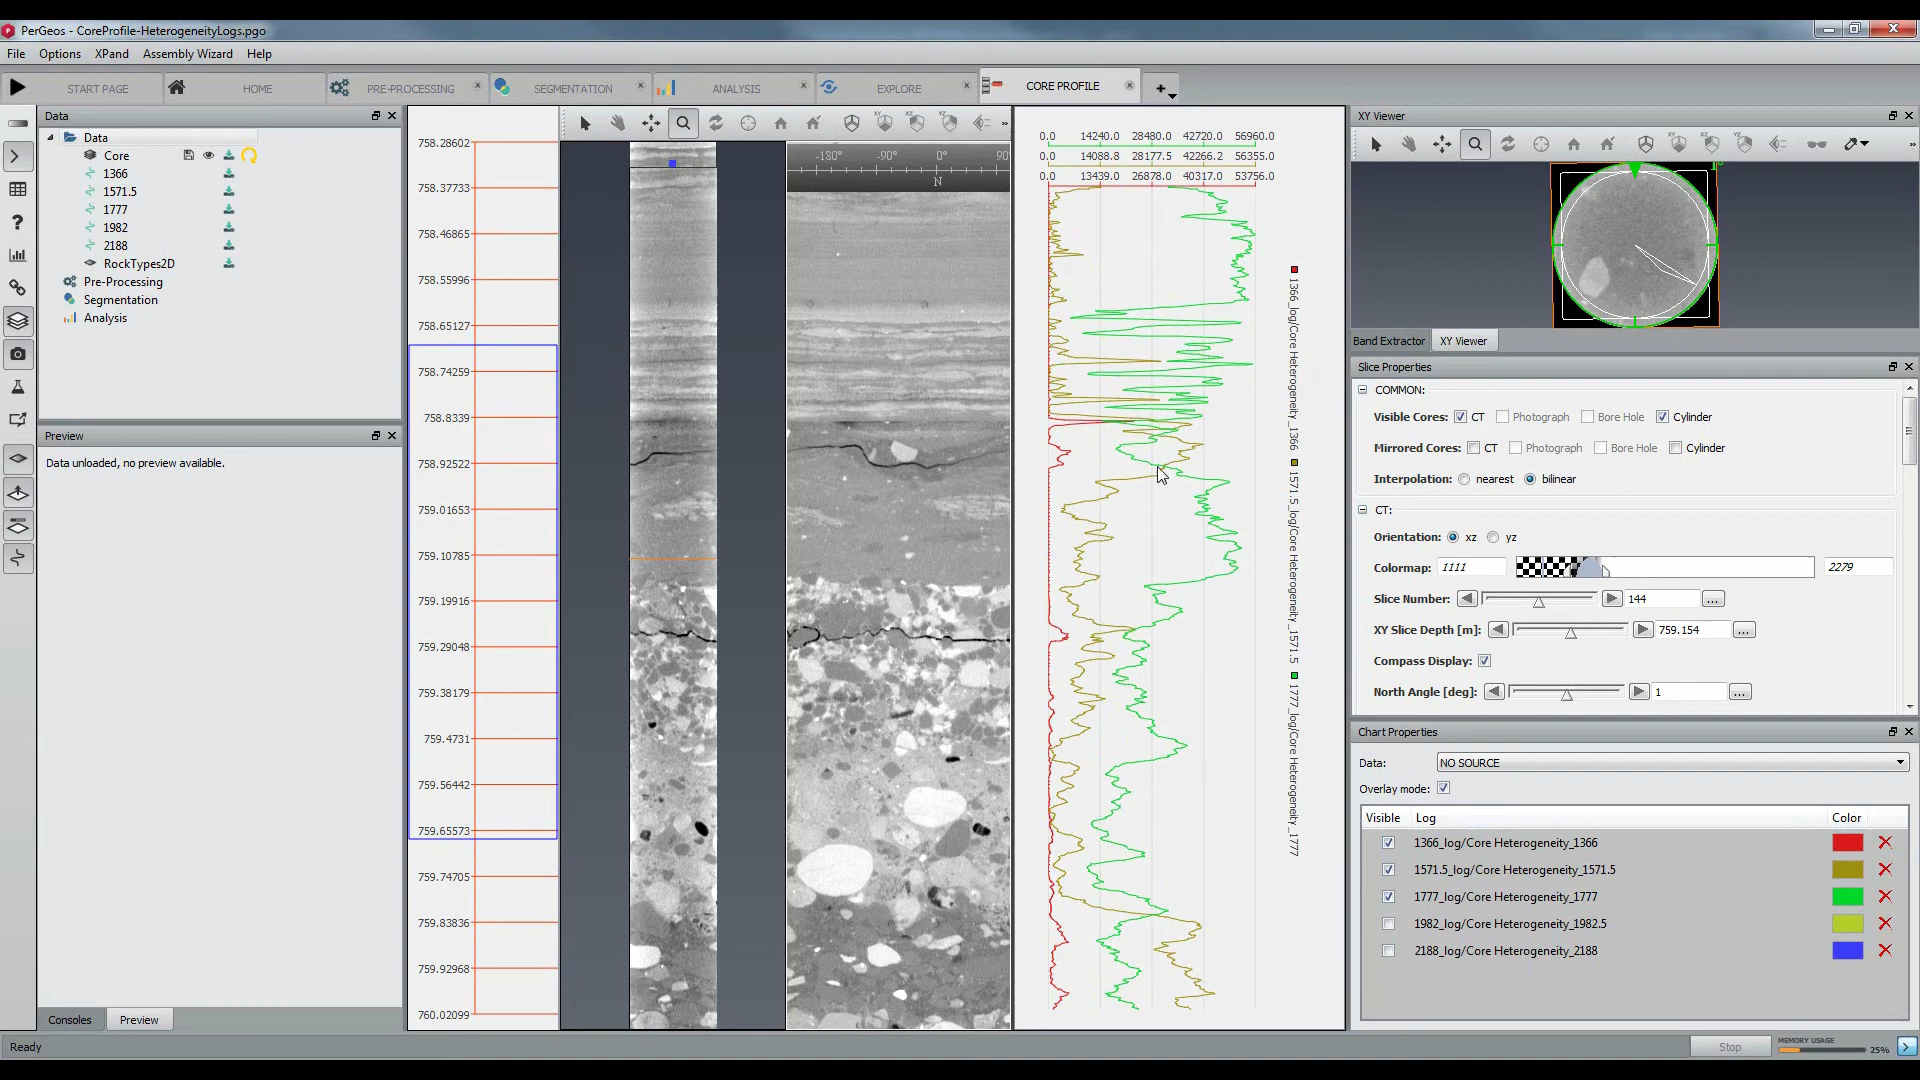 PerGeos - CoreProfile-HeterogeneityLogs.pgo
File Options XPand Assembly Wizard Help
START PAGE HOME PRE-PROCESSING SEGMENTATION ANALYSIS EXPLORE CORE PROFILE
Data
Data
Core
1366
1571.5
1777
1982
2188
RockTypes2D
Pre-Processing
Segmentation
Analysis
Preview
Data unloaded, no preview available.
Consoles Preview
Ready
758.28602
758.37733
758.46865
758.55996
758.65127
758.74259
758.8339
758.92522
759.01653
759.10785
759.19916
759.29048
759.38179
759.4731
759.56442
759.65573
759.74705
759.83836
759.92968
760.02099
-180° -90° 0° 90
N
0.0 14240.0 28480.0 42720.0 56960.0
0.0 14088.8 28177.5 42266.2 56355.0
0.0 13439.0 26878.0 40317.0 53756.0
1366_log/Core Heterogeneity_1366
1571.5_log/Core Heterogeneity_1571.5
1777_log/Core Heterogeneity_1777
XY Viewer
Band Extractor XY Viewer
Slice Properties
COMMON:
Visible Cores: CT Photograph Bore Hole Cylinder
Mirrored Cores: CT Photograph Bore Hole Cylinder
Interpolation: nearest bilinear
CT:
Orientation: xz yz
Colormap: 1111 2279
Slice Number: 144 ...
XY Slice Depth [m]: 759.154 ...
Compass Display:
North Angle [deg]: 1 ...
Chart Properties
Data: NO SOURCE
Overlay mode:
Visible Log Color
1366_log/Core Heterogeneity_1366
1571.5_log/Core Heterogeneity_1571.5
1777_log/Core Heterogeneity_1777
1982_log/Core Heterogeneity_1982.5
2188_log/Core Heterogeneity_2188
Stop MEMORY USAGE 25%